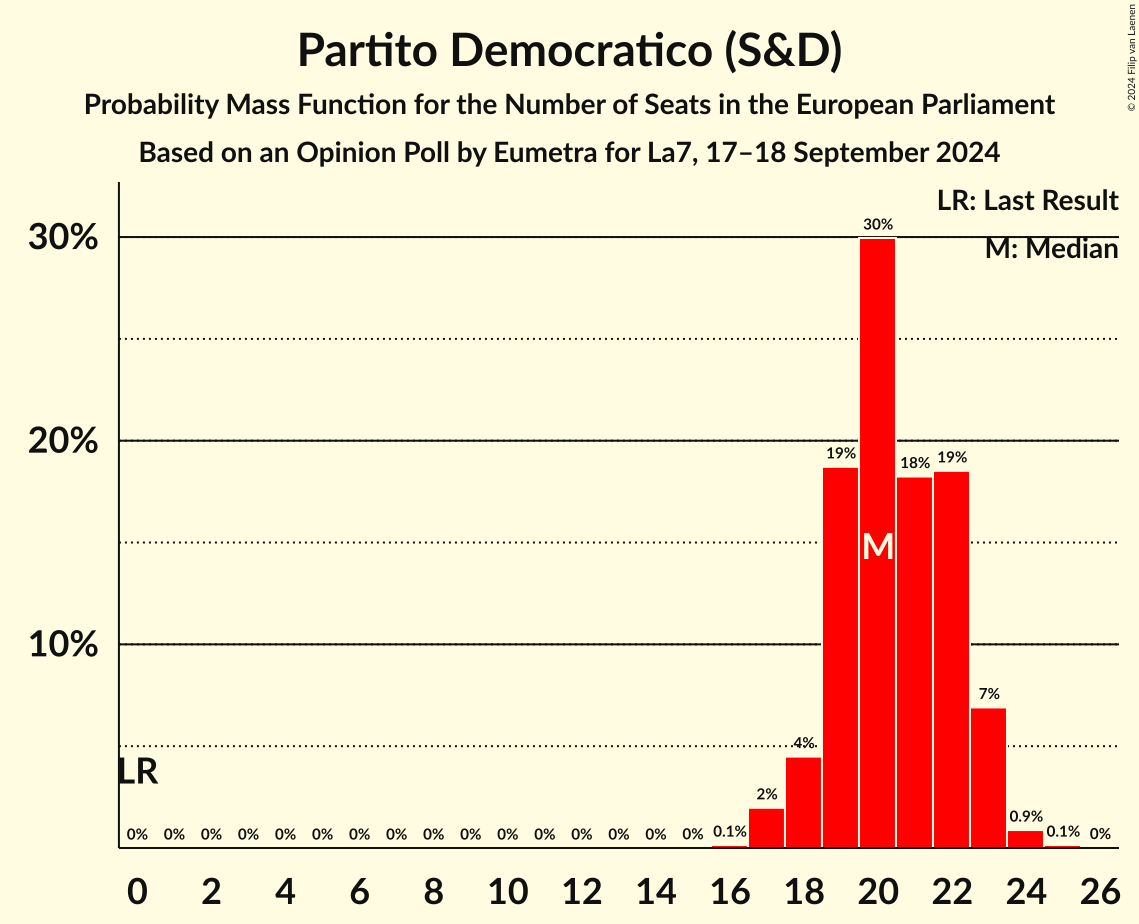 Partito Democratico (S&D)
Probability Mass Function for the Number of Seats in the European Parliament
Based on an Opinion Poll by Eumetra for La7, 17–18 September 2024
© 2024 Filip van Laenen
LR: Last Result
M: Median
30%
20%
10%
30%
19%
18%
19%
M
7%
4%
LR
2%
0% 0% 0% 0% 0% 0% 0% 0% 0% 0% 0% 0% 0% 0% 0% 0% 0.1% 0.9% 0.1% 0%
0 2 4 6 8 10 12 14 16 18 20 22 24 26